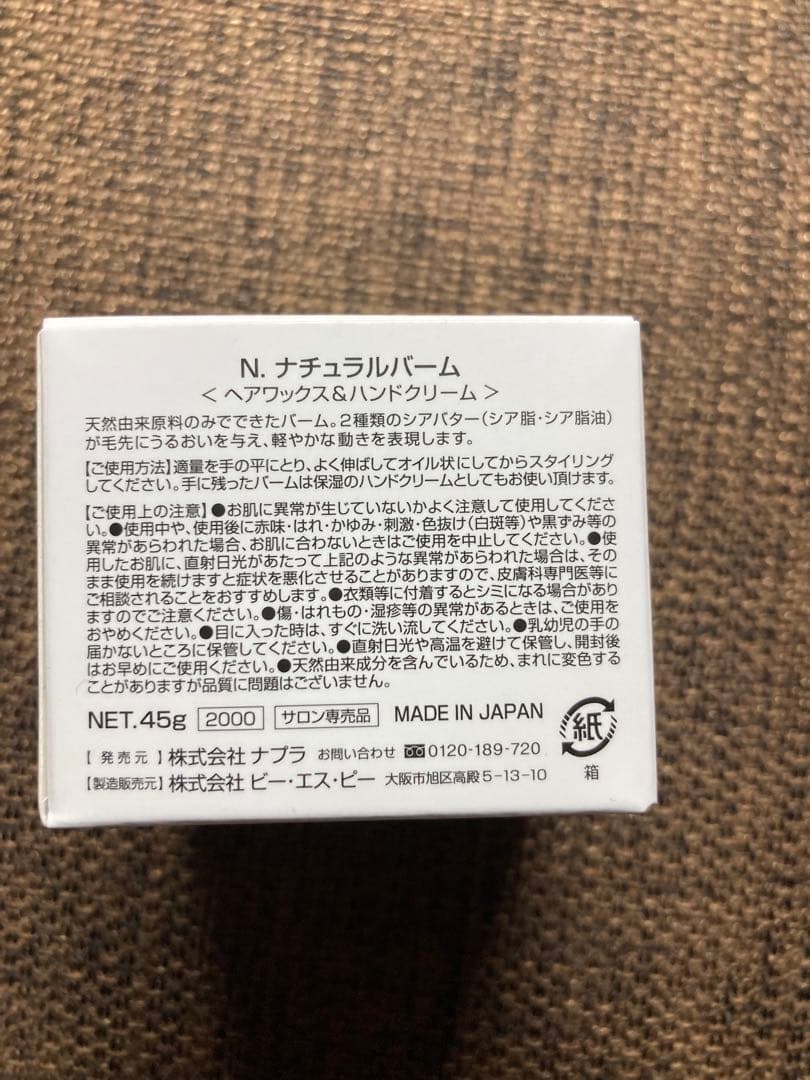 N. ナチュラルバーム
＜ ヘアワックス&ハンドクリーム ＞
天然由来原料のみでできたバーム。2種類のシアバター(シア脂・シア脂油)
が毛先にうるおいを与え、軽やかな動きを表現します。
【ご使用方法】適量を手の平にとり、よく伸ばしてオイル状にしてからスタイリング
してください。手に残ったバームは保湿のハンドクリームとしてもお使い頂けます。
【ご使用上の注意】●お肌に異常が生じていないかよく注意して使用してくださ
い。●使用中や、使用後に赤味・はれ・かゆみ・刺激・色抜け(白斑等)や黒ずみ等の
異常があらわれた場合、お肌に合わないときはご使用を中止してください。●使
用したお肌に、直射日光があたって上記のような異常があらわれた場合は、その
まま使用を続けますと症状を悪化させることがありますので、皮膚科専門医等に
ご相談されることをおすすめします。●衣類等に付着するとシミになる場合があり
ますのでご注意ください。●傷・はれもの・湿疹等の異常があるときは、ご使用を
おやめください。●目に入った時は、すぐに洗い流してください。●乳幼児の手の
届かないところに保管してください。●直射日光や高温を避けて保管し、開封後
はお早めにご使用ください。●天然由来成分を含んでいるため、まれに変色する
ことがありますが品質に問題はございません。
NET.45g 2000 サロン専売品 MADE IN JAPAN
紙
箱
【 発売元 】株式会社 ナプラ お問い合わせ 0120-189-720
【製造販売元】株式会社 ビー・エス・ピー 大阪市旭区高殿5-13-10